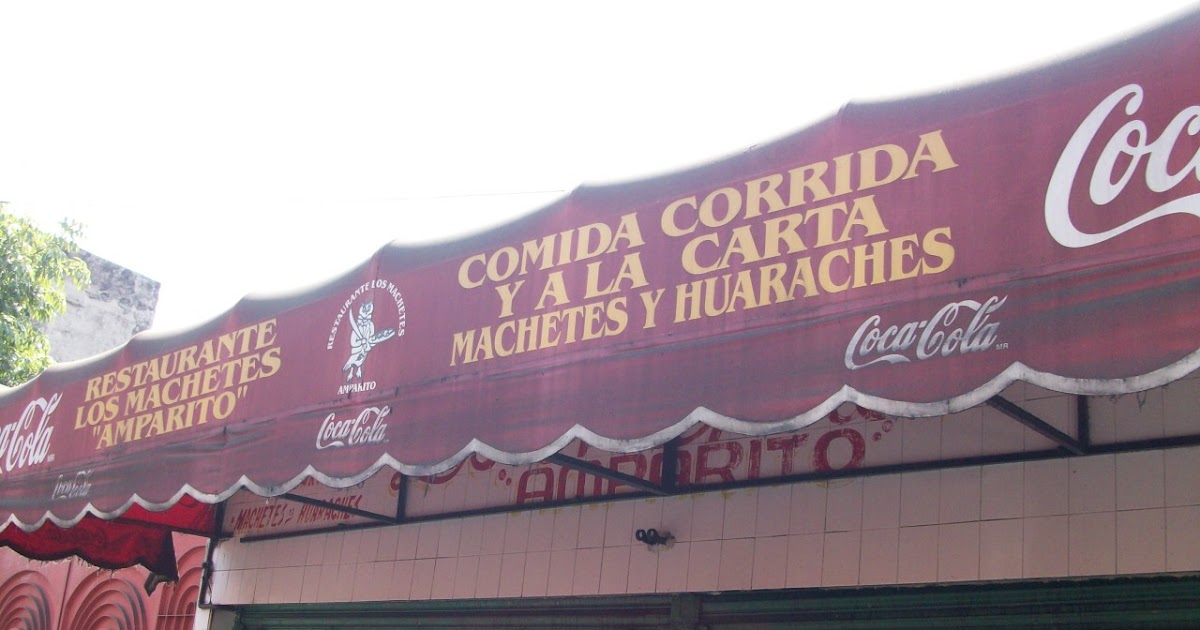 Coca-Cola
Coca-Cola
RESTAURANTE
LOS MACHETES
"AMPARITO"
RESTAURANTE LOS MACHETES
AMPARITO
Coca-Cola
COMIDA CORRIDA
Y A LA CARTA
MACHETES Y HUARACHES
Coca-Cola
MR
Coca
MACHETES
HUARACHES
AMPARITO